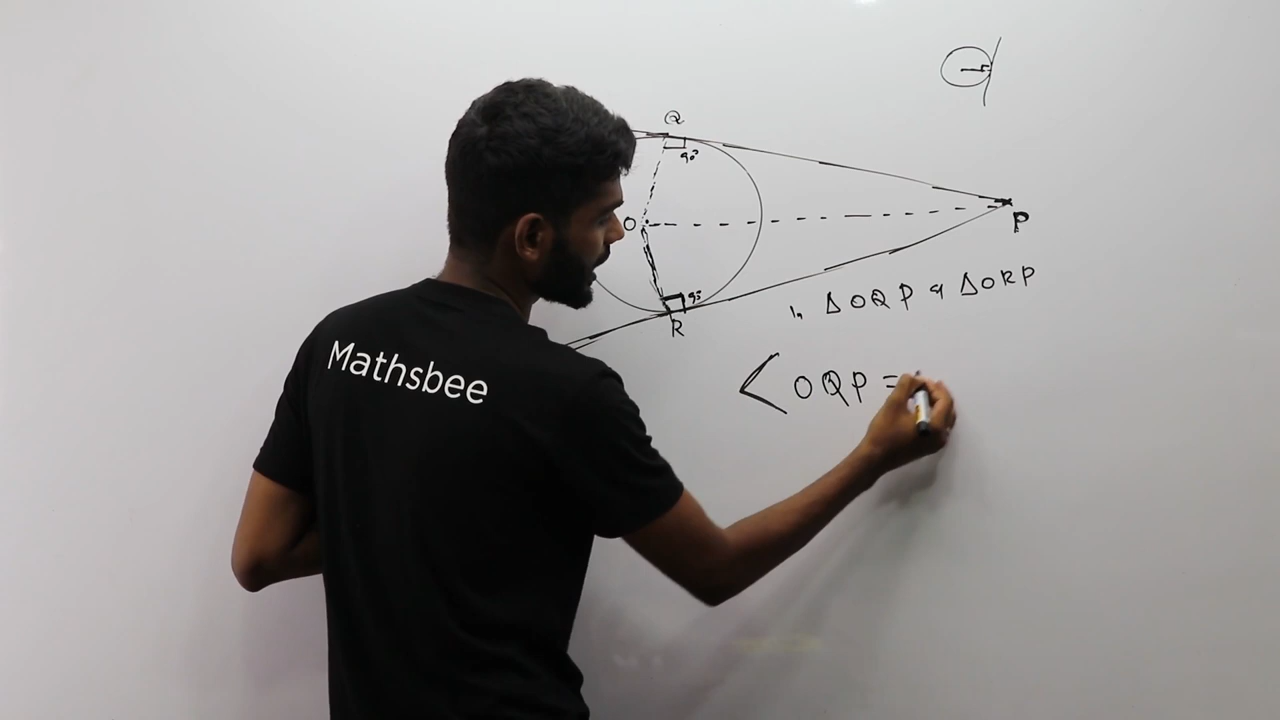 Q
90°
O
P
90°
R
In ΔOQP & ΔORP
Mathsbee
<OQP =